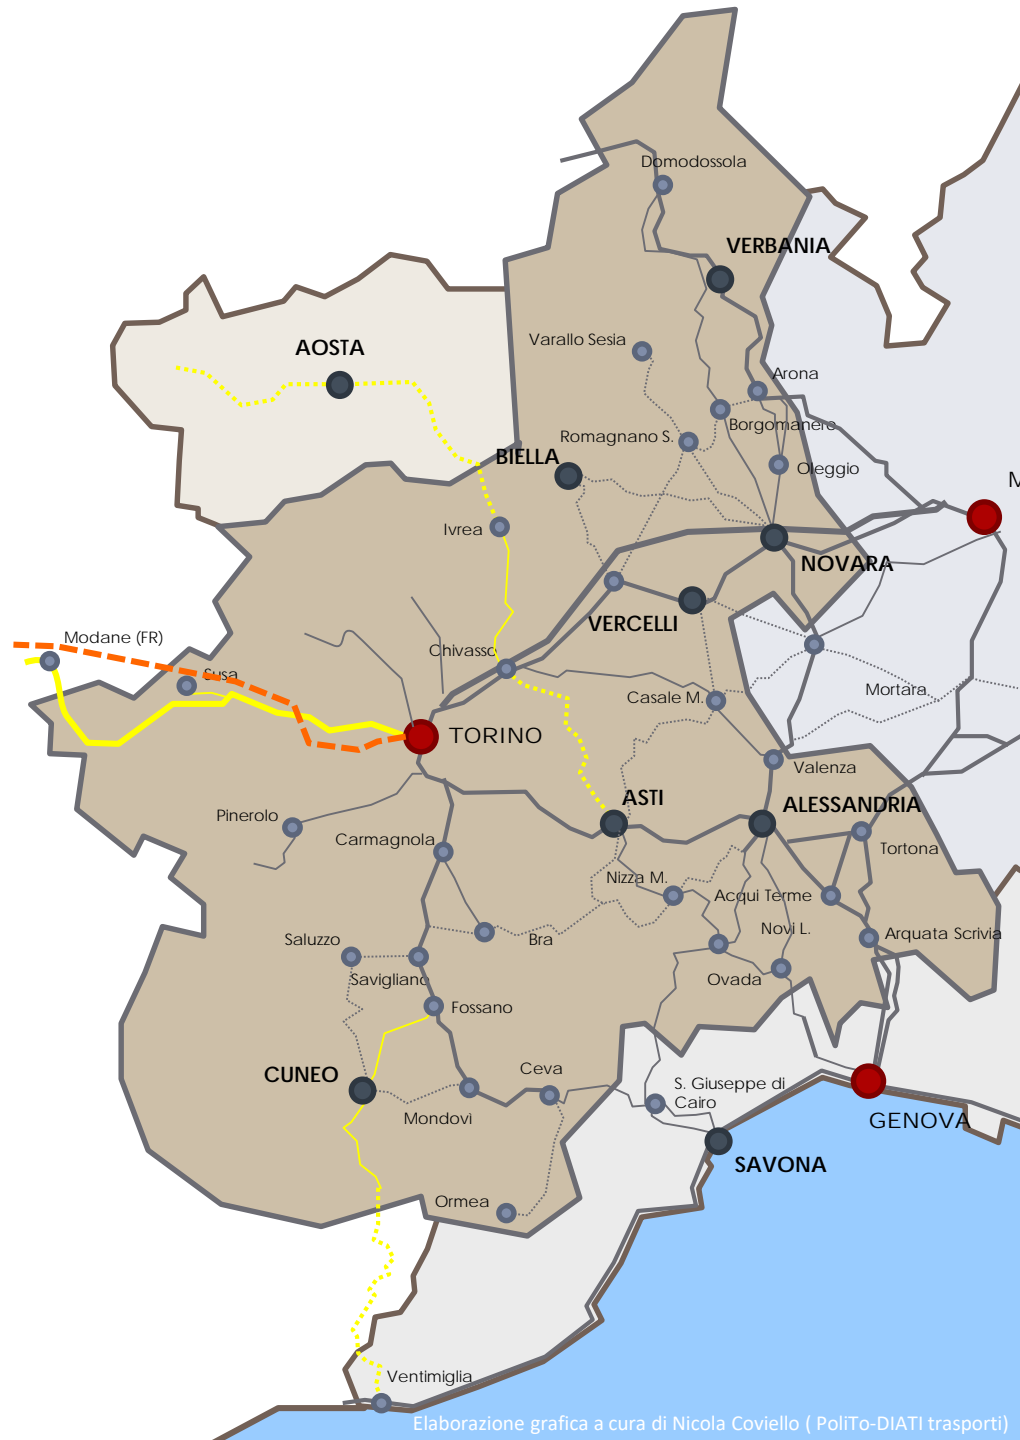 Domodossola
VERBANIA
Varallo Sesia
AOSTA
Arona
Borgomanero
Romagnano S.
BIELLA
Oleggio
M
Ivrea
NOVARA
VERCELLI
Modane (FR)
Chivasso
Susa
Mortara
Casale M.
TORINO
Valenza
ASTI
ALESSANDRIA
Pinerolo
Carmagnola
Tortona
Nizza M.
Acqui Terme
Novi L.
Arquata Scrivia
Saluzzo
Bra
Savigliano
Ovada
Fossano
Ceva
CUNEO
S. Giuseppe di
Cairo
Mondovì
GENOVA
SAVONA
Ormea
Ventimiglia
Elaborazione grafica a cura di Nicola Coviello ( PoliTo-DIATI trasporti)